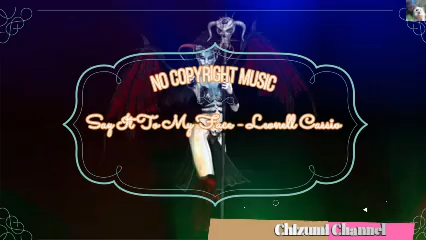 NO COPYRIGHT MUSIC
Say It To My Face - Leonell Cassio
Chizumi Channel